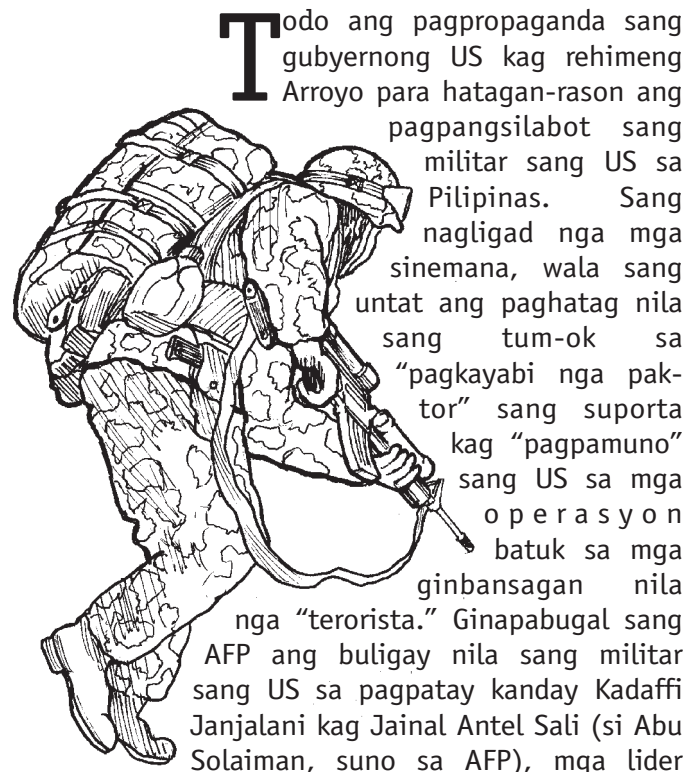 Todo ang pagpropaganda sang
gubyernong US kag rehimeng
Arroyo para hatagan-rason ang
pagpangsilabot sang
militar sang US sa
Pilipinas. Sang
nagligad nga mga
sinemana, wala sang
untat ang paghatag nila
sang tum-ok sa
“pagkayabi nga pak-
tor” sang suporta
kag “pagpamuno”
sang US sa mga
operasyon
batuk sa mga
ginbansagan nila
nga “terorista.” Ginapabugal sang
AFP ang buligay nila sang militar
sang US sa pagpatay kanday Kadaffi
Janjalani kag Jainal Antel Sali (si Abu
Solaiman, suno sa AFP), mga lider